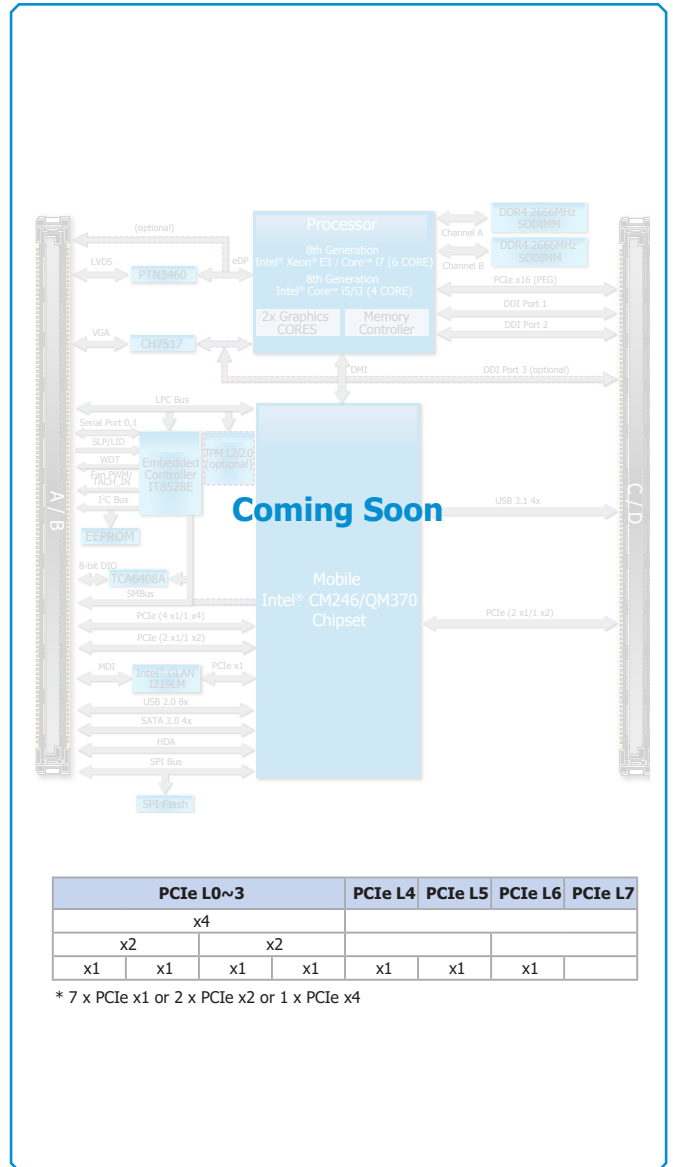 (optional)
LVDS
PTN3460
eDP
VGA
CH7517
Processor
8th Generation
Intel® Xeon® E3 / Core™ i7 (6 CORE)
8th Generation
Intel® Core™ i5/i3 (4 CORE)
2x Graphics
CORES
Memory
Controller
Channel A
DDR4 2666MHz
SODIMM
Channel B
DDR4 2666MHz
SODIMM
PCIe x16 (PEG)
DDI Port 1
DDI Port 2
DMI
DDI Port 3 (optional)
LPC Bus
Serial Port 0,1
SLP/LID
WDT
Fan PWM/
TACH_IN
I²C Bus
Embedded
Controller
IT8528E
TPM 1.2/2.0
(optional)
EEPROM
A / B
Coming Soon
USB 3.1 4x
C / D
8-bit DIO
TCA6408A
SMBus
Mobile
Intel® CM246/QM370
Chipset
PCIe (4 x1/1 x4)
PCIe (2 x1/1 x2)
PCIe (2 x1/1 x2)
MDI
Intel® GLAN
I219LM
PCIe x1
USB 2.0 8x
SATA 3.0 4x
HDA
SPI Bus
SPI Flash
PCIe L0~3 PCIe L4 PCIe L5 PCIe L6 PCIe L7
x4
x2 x2
x1 x1 x1 x1 x1 x1 x1
* 7 x PCIe x1 or 2 x PCIe x2 or 1 x PCIe x4